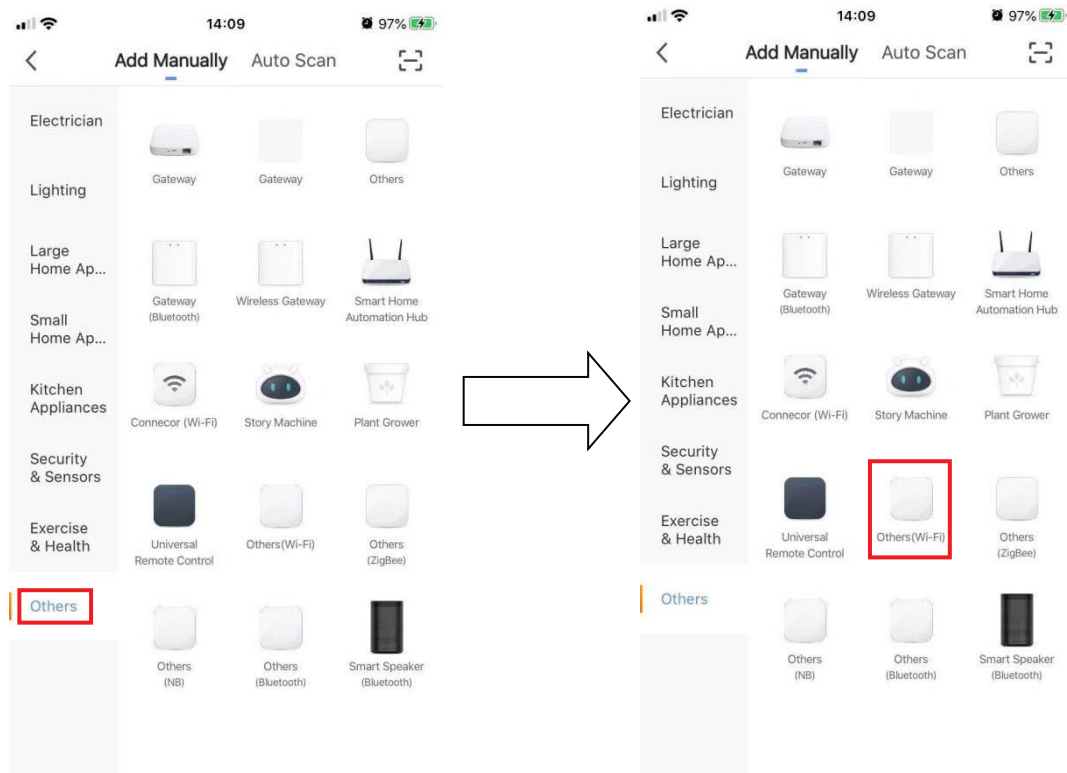 14:09
97%
Add Manually Auto Scan
Electrician
Lighting
Large
Home Ap...
Small
Home Ap...
Kitchen
Appliances
Security
& Sensors
Exercise
& Health
Others
Gateway
Gateway
Others
Gateway
(Bluetooth)
Wireless Gateway
Smart Home
Automation Hub
Connecor (Wi-Fi)
Story Machine
Plant Grower
Universal
Remote Control
Others(Wi-Fi)
Others
(ZigBee)
Others
(NB)
Others
(Bluetooth)
Smart Speaker
(Bluetooth)
14:09
97%
Add Manually Auto Scan
Electrician
Lighting
Large
Home Ap...
Small
Home Ap...
Kitchen
Appliances
Security
& Sensors
Exercise
& Health
Others
Gateway
Gateway
Others
Gateway
(Bluetooth)
Wireless Gateway
Smart Home
Automation Hub
Connecor (Wi-Fi)
Story Machine
Plant Grower
Universal
Remote Control
Others(Wi-Fi)
Others
(ZigBee)
Others
(NB)
Others
(Bluetooth)
Smart Speaker
(Bluetooth)